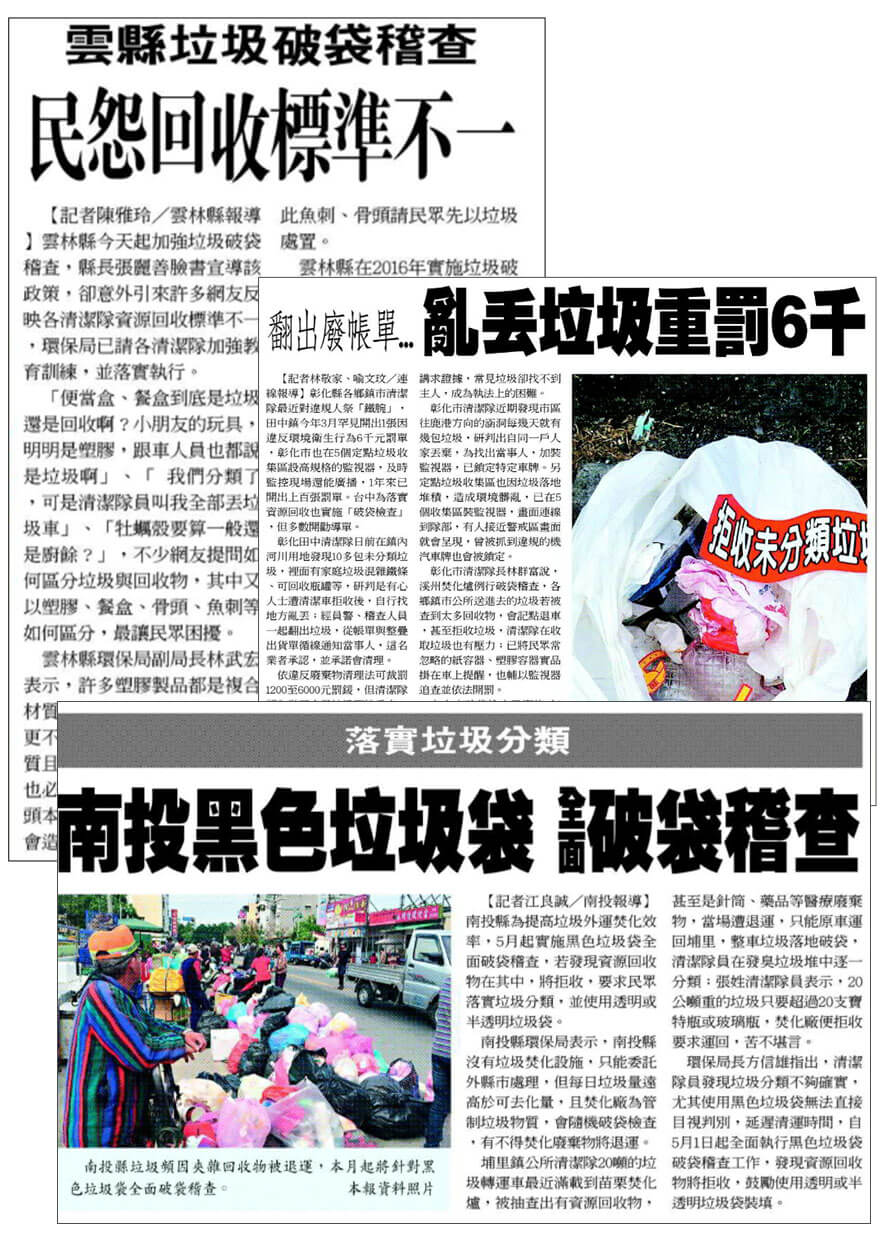 雲縣垃圾破袋稽查
民怨回收標準不一
【記者陳雅玲／雲林縣報導
】雲林縣今天起加強垃圾破袋
稽查，縣長張麗善臉書宣導該
政策，卻意外引來許多網友反
映各清潔隊資源回收標準不一
，環保局已請各清潔隊加強教
育訓練，並落實執行。
「便當盒、餐盒到底是垃圾
還是回收啊？小朋友的玩具，
明明是塑膠，跟車人員也都說
是垃圾啊」、「我們分類了
，可是清潔隊員叫我全部丟垃
圾車」、「牡蠣殼要算一般還
是廚餘？」，不少網友提問如
何區分垃圾與回收物，其中又
以塑膠、餐盒、骨頭、魚刺等
如何區分，最讓民眾困擾。
雲林縣環保局副局長林武宏
表示，許多塑膠製品都是複合
材質
更不
質且
也必
頭本
會造
此魚刺、骨頭請民眾先以垃圾
處置。
雲林縣在2016年實施垃圾破
翻出廢帳單...
亂丟垃圾重罰6千
【記者林敬家、喻文玟／連
線報導】彰化縣各鄉鎮市清潔
隊最近對違規人祭「鐵腕」，
田中鎮今年3月罕見開出1張因
違反環境衛生行為6千元罰單
，彰化市也在5個定點垃圾收
集區設高規格的監視器，及時
監控現場還能廣播，1年來已
開出上百張罰單。台中為落實
資源回收也實施「破袋檢查」
，但多數開勸導單。
彰化田中清潔隊日前在鎮內
河川用地發現10多包未分類垃
圾，裡面有家庭垃圾混雜鐵條
、可回收瓶罐等，研判是有心
人士遭清潔車拒收後，自行找
地方亂丟；經員警、稽查人員
一起翻出垃圾，從帳單與整疊
出貨單循線通知當事人，這名
業者承認，並承諾會清理。
依違反廢棄物清理法可裁罰
1200至6000元罰鍰，但清潔隊
講求證據，常見垃圾卻找不到
主人，成為執法上的困難。
彰化市清潔隊近期發現市區
往鹿港方向的涵洞每幾天就有
幾包垃圾，研判出自同一戶人
家丟棄，為找出當事人，加裝
監視器，已鎖定特定車牌。另
定點垃圾收集區也因垃圾落地
堆積，造成環境髒亂，已在5
個收集區裝監視器，畫面連線
到隊部，有人接近警戒區畫面
就會呈現，曾被抓到違規的機
汽車牌也會被鎖定。
彰化市清潔隊長林群富說，
溪州焚化爐例行破袋稽查，各
鄉鎮市公所送進去的垃圾若被
查到太多回收物，會記點退車
，甚至拒收垃圾，清潔隊在收
取垃圾也有壓力；已將民眾常
忽略的紙容器、塑膠容器實品
掛在車上提醒，也輔以監視器
追查並依法開罰。
拒收未分類垃圾
落實垃圾分類
南投黑色垃圾袋 全面破袋稽查
【記者江良誠／南投報導】
南投縣為提高垃圾外運焚化效
率，5月起實施黑色垃圾袋全
面破袋稽查，若發現資源回收
物在其中，將拒收，要求民眾
落實垃圾分類，並使用透明或
半透明垃圾袋。
南投縣環保局表示，南投縣
沒有垃圾焚化設施，只能委託
外縣市處理，但每日垃圾量遠
高於可去化量，且焚化廠為管
制垃圾物質，會隨機破袋檢查
，有不得焚化廢棄物將退運。
埔里鎮公所清潔隊20噸的垃
圾轉運車最近滿載到苗栗焚化
爐，被抽查出有資源回收物，
甚至是針筒、藥品等醫療廢棄
物，當場遭退運，只能原車運
回埔里，整車垃圾落地破袋，
清潔隊員在發臭垃圾堆中逐一
分類；張姓清潔隊員表示，20
公噸重的垃圾只要超過20支寶
特瓶或玻璃瓶，焚化廠便拒收
要求運回，苦不堪言。
環保局長方信雄指出，清潔
隊員發現垃圾分類不夠確實，
尤其使用黑色垃圾袋無法直接
目視判別，延遲清運時間，自
5月1日起全面執行黑色垃圾袋
破袋稽查工作，發現資源回收
物將拒收，鼓勵使用透明或半
透明垃圾袋裝填。
南投縣垃圾頻因夾雜回收物被退運，本月起將針對黑
色垃圾袋全面破袋稽查。 本報資料照片